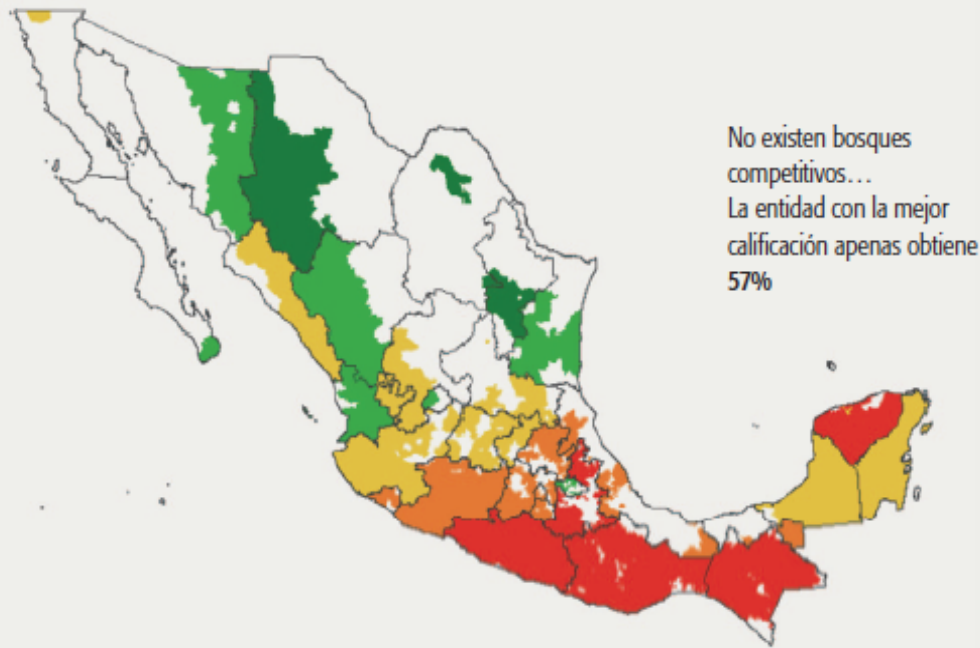 No existen bosques
competitivos…
La entidad con la mejor
calificación apenas obtiene
57%